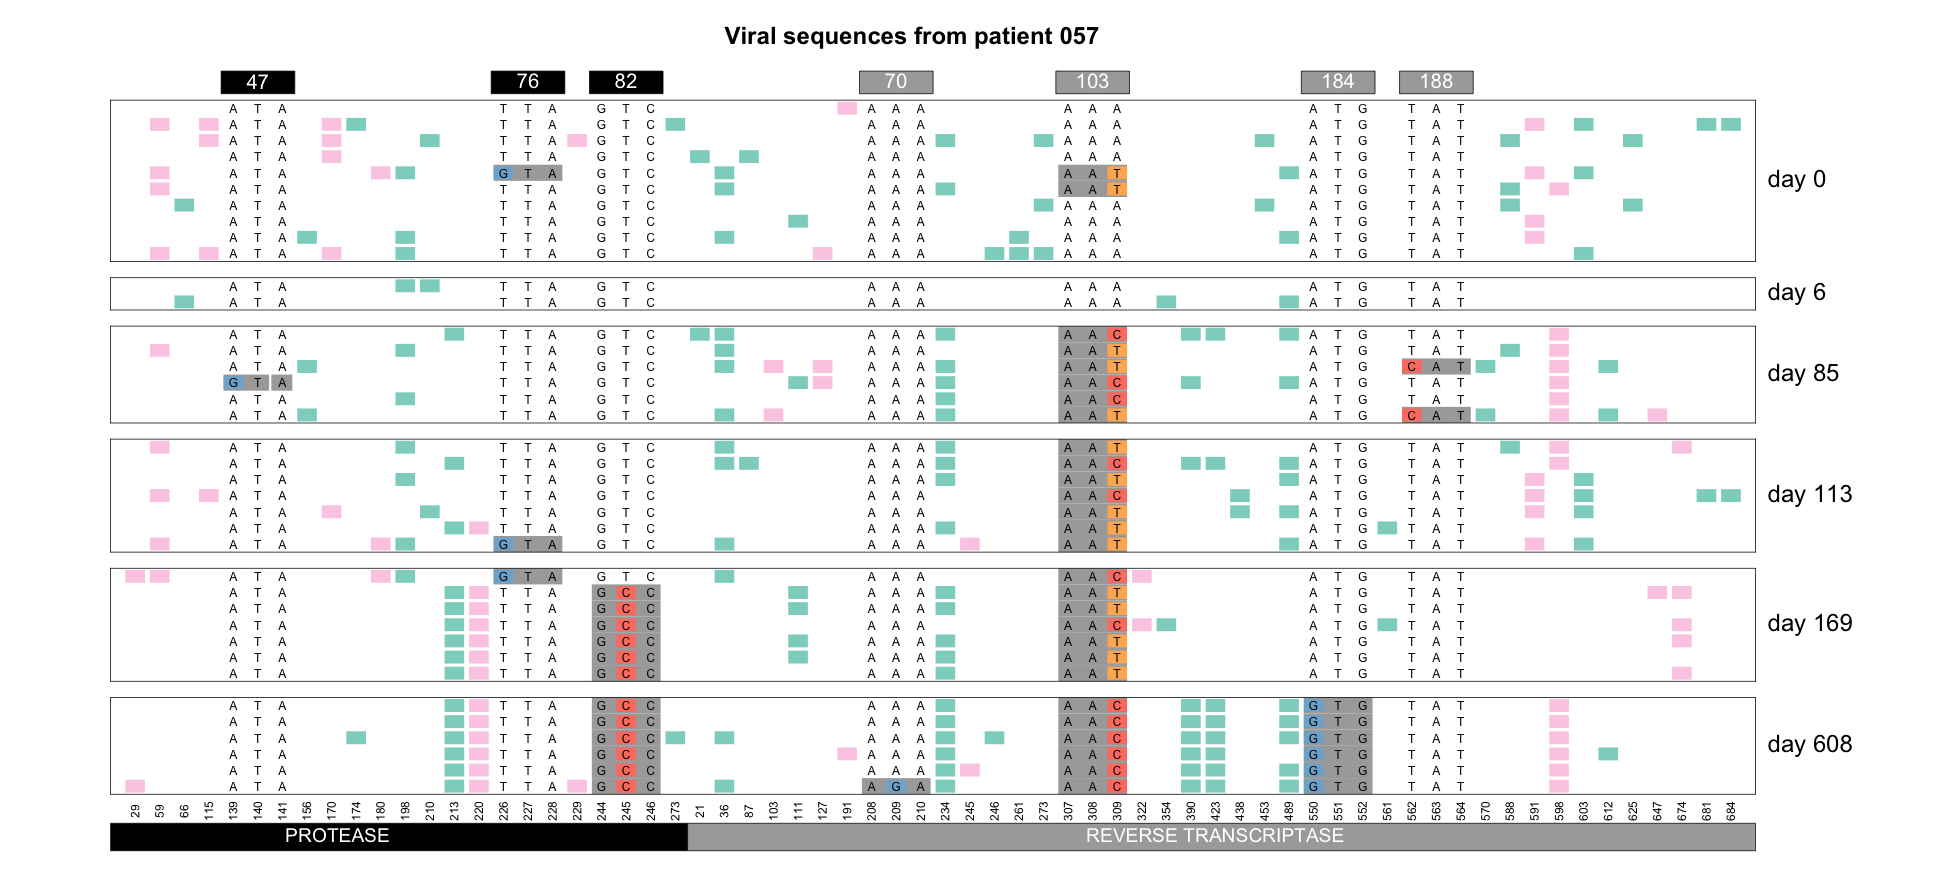 Viral sequences from patient 057
47 76 82 70 103 184 188
A T A T T A G T C A A A A A A A T G T A T
A T A T T A G T C A A A A A A A T G T A T
A T A T T A G T C A A A A A A A T G T A T
A T A T T A G T C A A A A A A A T G T A T
A T A G T A G T C A A A A A T A T G T A T
A T A T T A G T C A A A A A T A T G T A T
A T A T T A G T C A A A A A A A T G T A T
A T A T T A G T C A A A A A A A T G T A T
A T A T T A G T C A A A A A A A T G T A T
A T A T T A G T C A A A A A A A T G T A T
day 0
A T A T T A G T C A A A A A A A T G T A T
A T A T T A G T C A A A A A A A T G T A T
day 6
A T A T T A G T C A A A A A C A T G T A T
A T A T T A G T C A A A A A T A T G T A T
A T A T T A G T C A A A A A T A T G C A T
G T A T T A G T C A A A A A C A T G T A T
A T A T T A G T C A A A A A C A T G T A T
A T A T T A G T C A A A A A T A T G C A T
day 85
A T A T T A G T C A A A A A T A T G T A T
A T A T T A G T C A A A A A C A T G T A T
A T A T T A G T C A A A A A T A T G T A T
A T A T T A G T C A A A A A C A T G T A T
A T A T T A G T C A A A A A T A T G T A T
A T A T T A G T C A A A A A T A T G T A T
A T A G T A G T C A A A A A T A T G T A T
day 113
A T A G T A G T C A A A A A C A T G T A T
A T A T T A G C C A A A A A T A T G T A T
A T A T T A G C C A A A A A T A T G T A T
A T A T T A G C C A A A A A C A T G T A T
A T A T T A G C C A A A A A T A T G T A T
A T A T T A G C C A A A A A T A T G T A T
A T A T T A G C C A A A A A T A T G T A T
day 169
A T A T T A G C C A A A A A C G T G T A T
A T A T T A G C C A A A A A C G T G T A T
A T A T T A G C C A A A A A C G T G T A T
A T A T T A G C C A A A A A C G T G T A T
A T A T T A G C C A A A A A C G T G T A T
A T A T T A G C C A G A A A C G T G T A T
day 608
29 59 66 115 139 140 141 156 170 174 180 198 210 213 220 226 227 228 229 244 245 246 273 21 36 87 103 111 127 191 208 209 210 234 245 246 261 273 307 308 309 322 354 390 423 438 453 489 550 551 552 561 562 563 564 570 588 591 598 603 612 625 647 674 681 684
PROTEASE REVERSE TRANSCRIPTASE